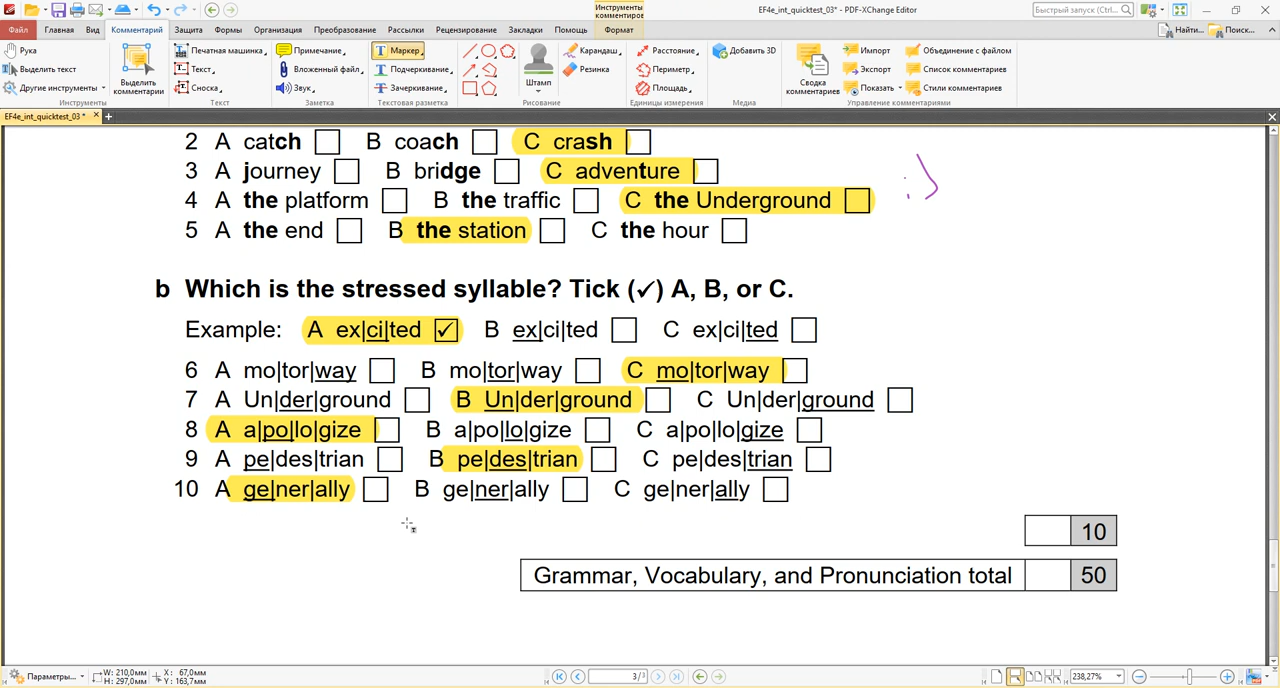 Инструменты комментиров
EF4e_int_quicktest_03* - PDF-XChange Editor
Быстрый запуск (Ctrl...
Файл Главная Вид Комментарий Защита Формы Организация Преобразование Рассылки Рецензирование Закладки Помощь Формат Найти... Поиск...
Рука
Выделить текст
Другие инструменты
Инструменты
Выделить комментарии
Печатная машинка
Текст
Сноска
Текст
Примечание
Вложенный файл
Звук
Заметка
Маркер
Подчеркивание
Зачеркивание
Текстовая разметка
Штамп
Карандаш
Резинка
Рисование
Расстояние
Периметр
Площадь
Единицы измерения
Добавить 3D
Медиа
Сводка комментариев
Импорт
Экспорт
Показать
Объединение с файлом
Список комментариев
Стили комментариев
Управление комментариями
EF4e_int_quicktest_03 *
2 A catch B coach C crash
3 A journey B bridge C adventure
4 A the platform B the traffic C the Underground
5 A the end B the station C the hour
:)
b Which is the stressed syllable? Tick (✓) A, B, or C.
Example: A ex|ci|ted ✓ B ex|ci|ted C ex|ci|ted
6 A mo|tor|way B mo|tor|way C mo|tor|way
7 A Un|der|ground B Un|der|ground C Un|der|ground
8 A a|po|lo|gize B a|po|lo|gize C a|po|lo|gize
9 A pe|des|trian B pe|des|trian C pe|des|trian
10 A ge|ner|ally B ge|ner|ally C ge|ner|ally
10
Grammar, Vocabulary, and Pronunciation total 50
Параметры... W: 210,0мм X: 67,0мм
H: 297,0мм Y: 163,7мм
3/3
238,27%